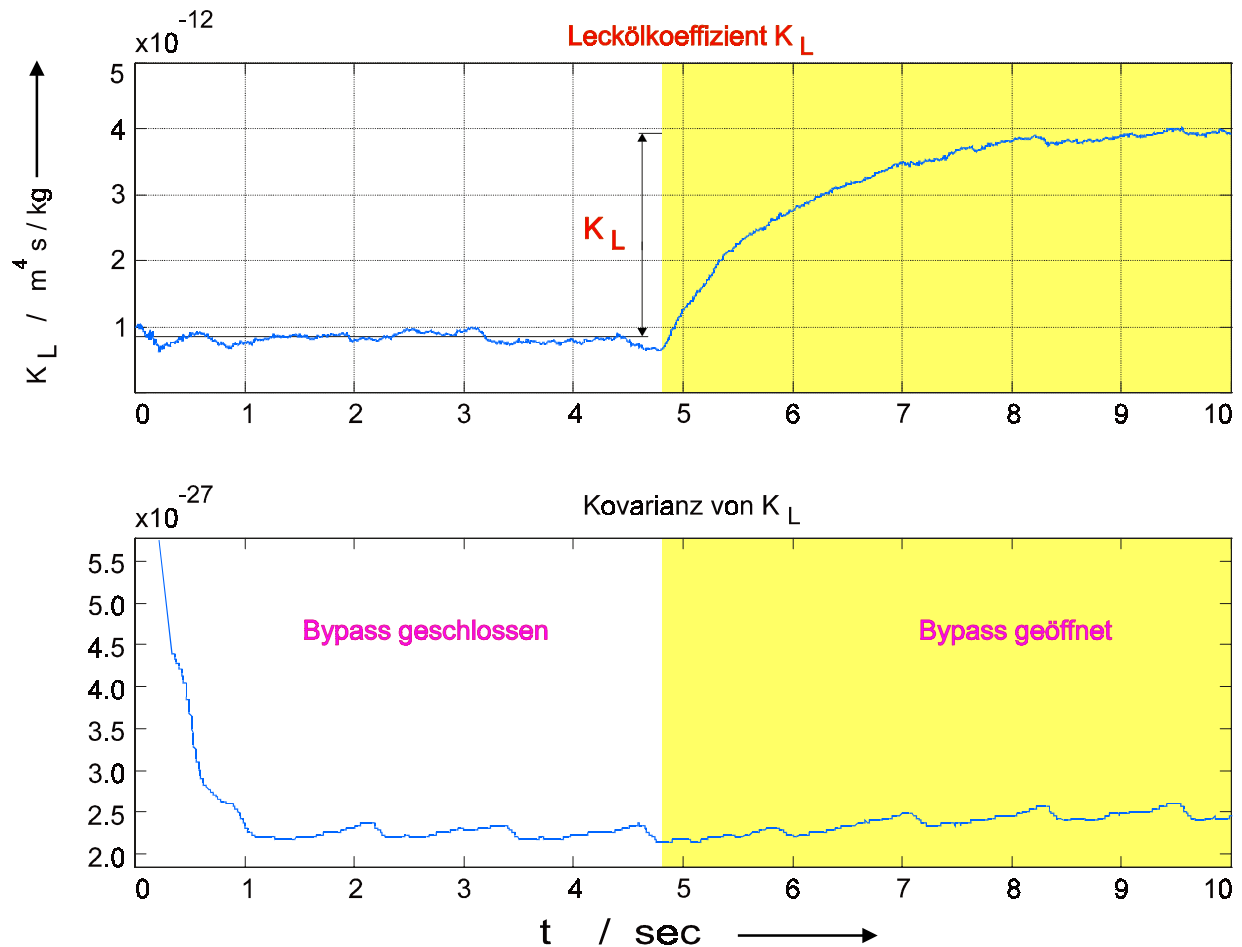 x10 -12
Leckölkoeffizient K L
5
4
3
2
1
K L / m 4 s / kg
K L
0 1 2 3 4 5 6 7 8 9 10
x10 -27
Kovarianz von K L
5.5
5.0
4.5
4.0
3.5
3.0
2.5
2.0
Bypass geschlossen
Bypass geöffnet
0 1 2 3 4 5 6 7 8 9 10
t / sec